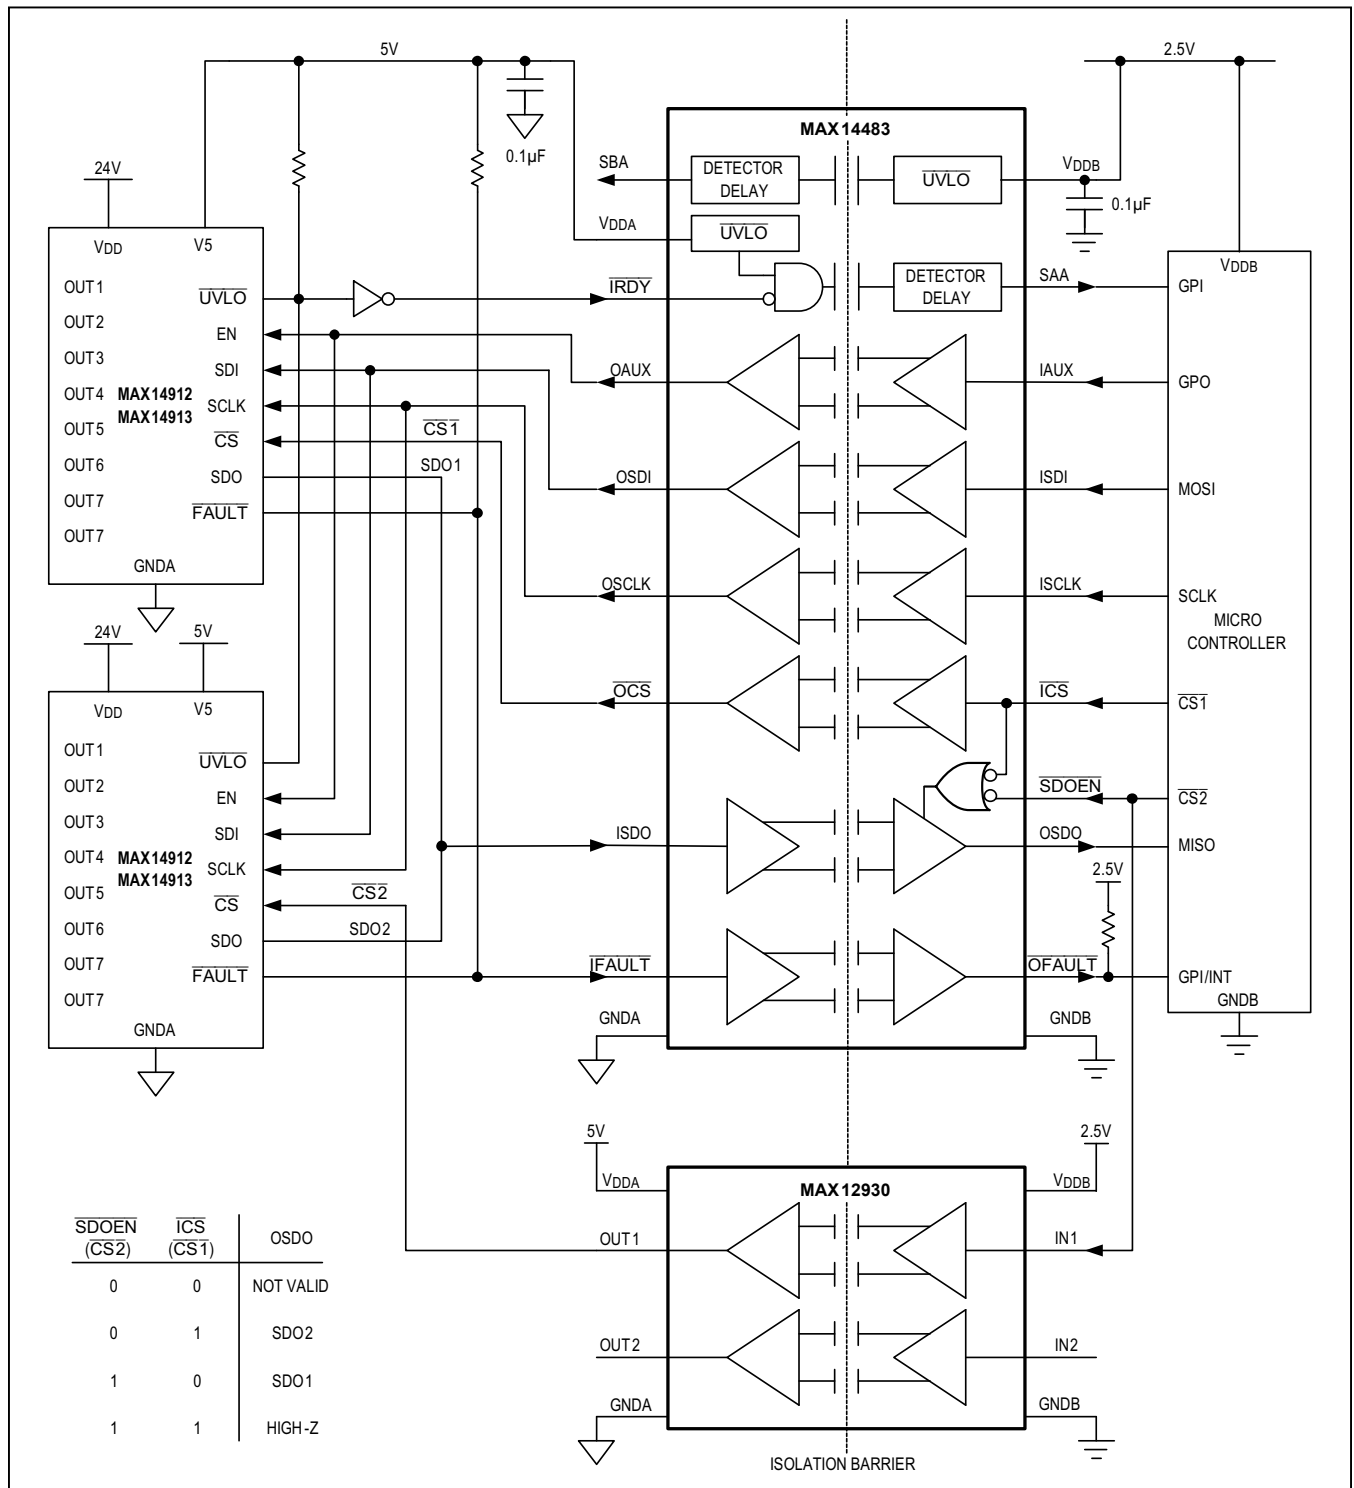 5V
2.5V
0.1µF
24V
VDD
V5
OUT1
OUT2
OUT3
OUT4
OUT5
OUT6
OUT7
OUT7
MAX14912
MAX14913
UVLO
EN
SDI
SCLK
CS
SDO
FAULT
GNDA
CS1
SDO1
24V
5V
VDD
V5
OUT1
OUT2
OUT3
OUT4
OUT5
OUT6
OUT7
OUT7
MAX14912
MAX14913
UVLO
EN
SDI
SCLK
CS
SDO
FAULT
GNDA
CS2
SDO2
MAX14483
SBA
DETECTOR
DELAY
UVLO
VDDB
0.1µF
VDDA
UVLO
IRDY
DETECTOR
DELAY
SAA
OAUX
IAUX
OSDI
ISDI
OSCLK
ISCLK
OCS
ICS
SDOEN
ISDO
OSDO
2.5V
IFAULT
OFAULT
GNDA
GNDB
VDDB
GPI
GPO
MOSI
SCLK
MICRO
CONTROLLER
CS1
CS2
MISO
GPI/INT
GNDB
5V
2.5V
VDDA
MAX12930
VDDB
OUT1
IN1
OUT2
IN2
GNDA
GNDB
ISOLATION BARRIER
SDOEN ICS OSDO
(CS2) (CS1)
0 0 NOT VALID
0 1 SDO2
1 0 SDO1
1 1 HIGH-Z